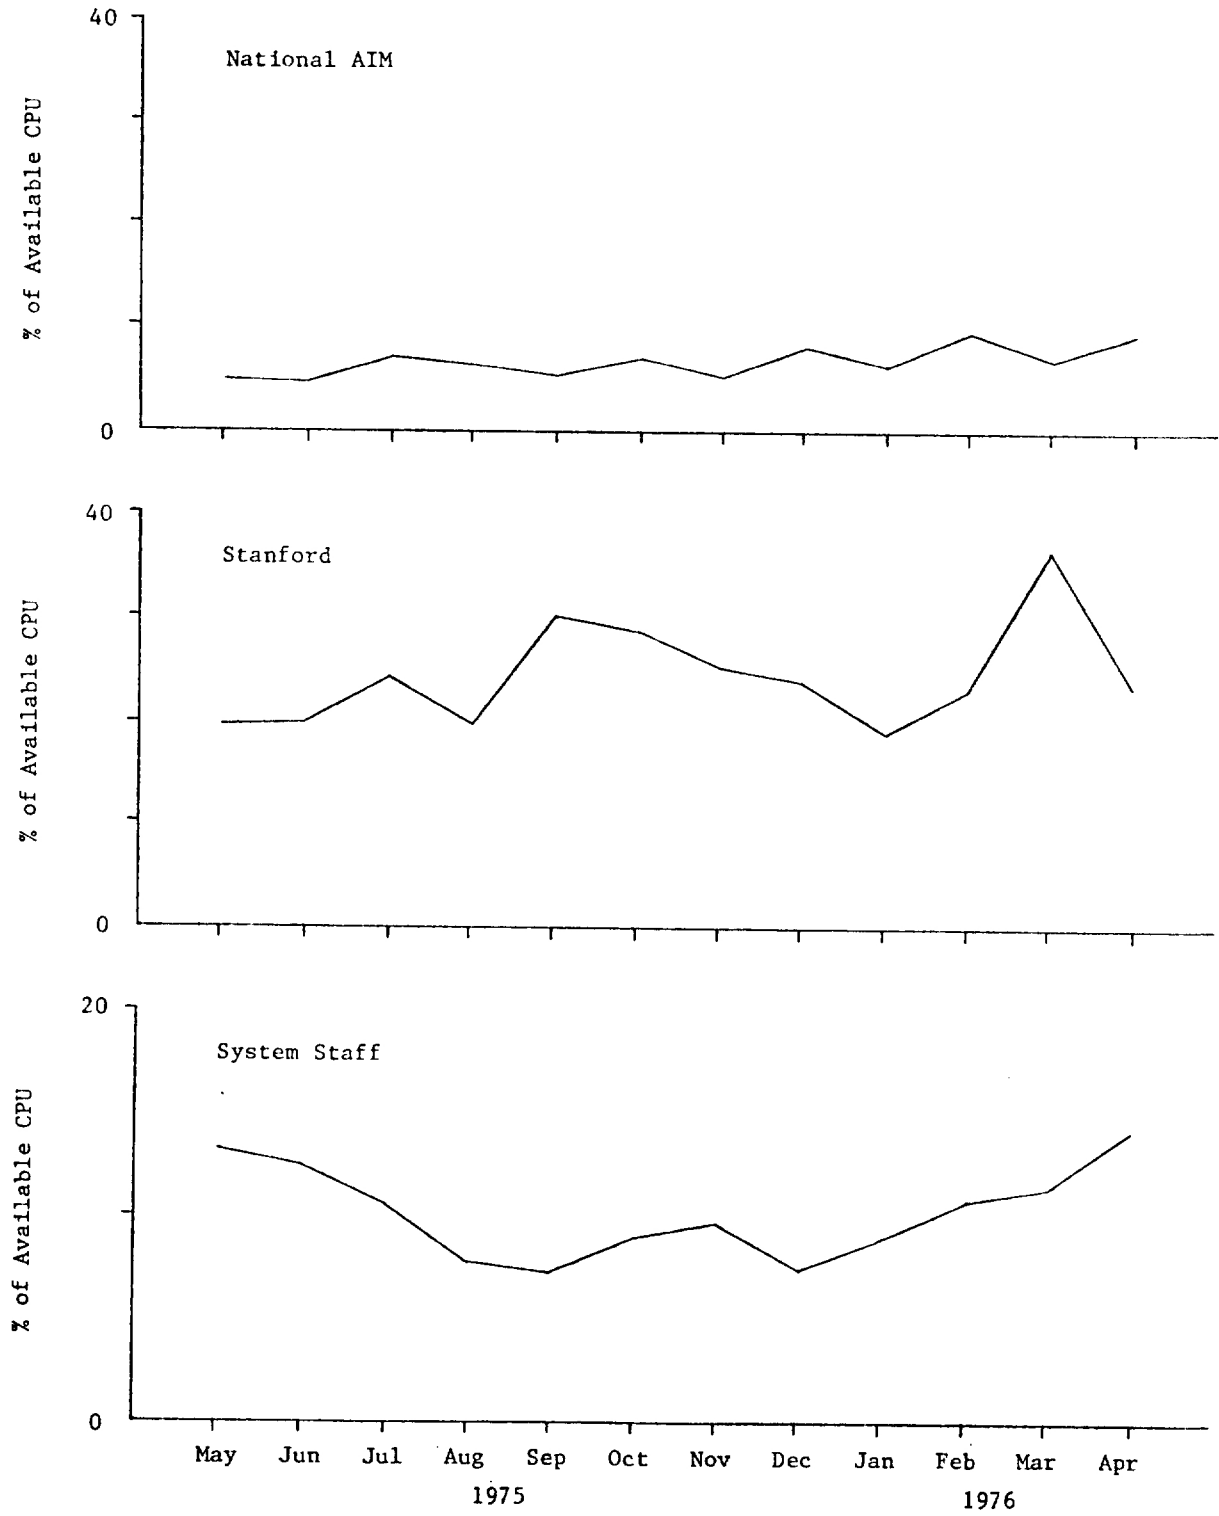 40
National AIM
% of Available CPU
0
40
Stanford
% of Available CPU
0
20
System Staff
% of Available CPU
0
May Jun Jul Aug Sep Oct Nov Dec Jan Feb Mar Apr
1975 1976